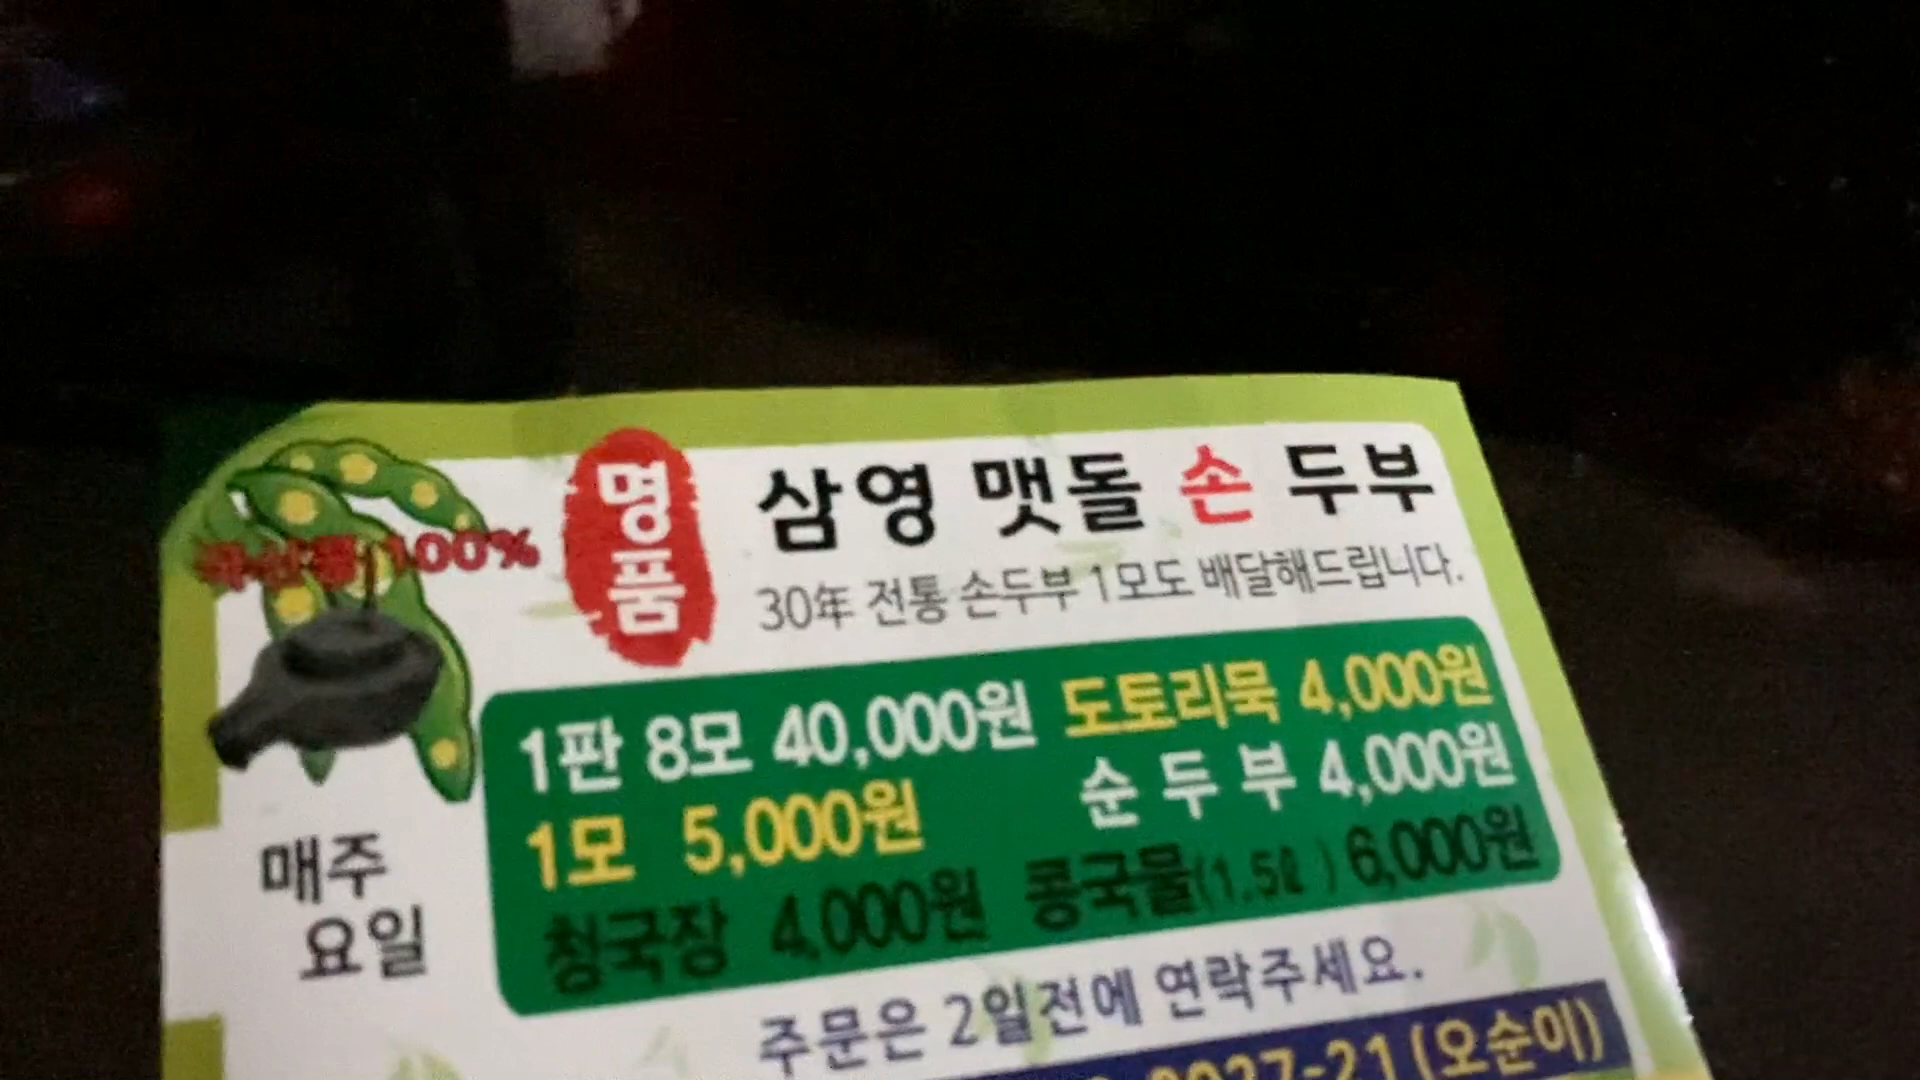 명품
삼영 맷돌 손 두부
국산콩 100%
30年 전통 손두부 1모도 배달해드립니다.
1판 8모 40,000원 도토리묵 4,000원
1모 5,000원 순두부 4,000원
청국장 4,000원 콩국물(1.5ℓ) 6,000원
매주
요일
주문은 2일전에 연락주세요.
(오순이)